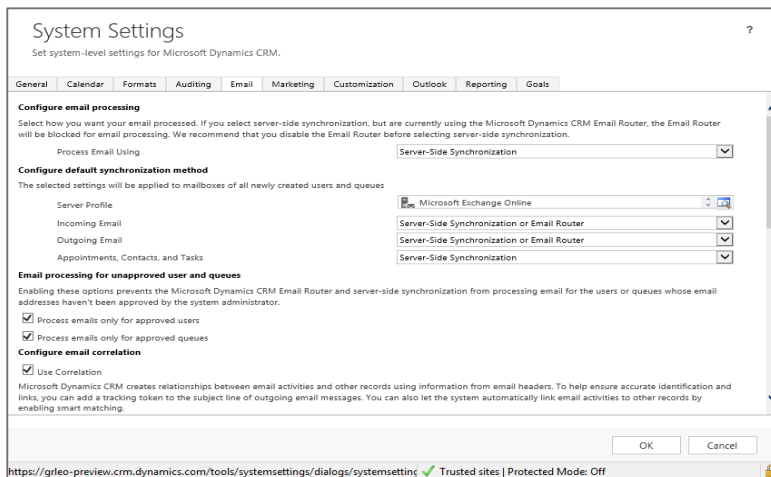 System Settings
?
Set system-level settings for Microsoft Dynamics CRM.
General Calendar Formats Auditing Email Marketing Customization Outlook Reporting Goals
Configure email processing
Select how you want your email processed. If you select server-side synchronization, but are currently using the Microsoft Dynamics CRM Email Router, the Email Router
will be blocked for email processing. We recommend that you disable the Email Router before selecting server-side synchronization.
Process Email Using Server-Side Synchronization
Configure default synchronization method
The selected settings will be applied to mailboxes of all newly created users and queues
Server Profile Microsoft Exchange Online
Incoming Email Server-Side Synchronization or Email Router
Outgoing Email Server-Side Synchronization or Email Router
Appointments, Contacts, and Tasks Server-Side Synchronization
Email processing for unapproved user and queues
Enabling these options prevents the Microsoft Dynamics CRM Email Router and server-side synchronization from processing email for the users or queues whose email
addresses haven't been approved by the system administrator.
Process emails only for approved users
Process emails only for approved queues
Configure email correlation
Use Correlation
Microsoft Dynamics CRM creates relationships between email activities and other records using information from email headers. To help ensure accurate identification and
links, you can add a tracking token to the subject line of outgoing email messages. You can also let the system automatically link email activities to other records by
enabling smart matching.
OK Cancel
https://grleo-preview.crm.dynamics.com/tools/systemsettings/dialogs/systemsetting Trusted sites | Protected Mode: Off